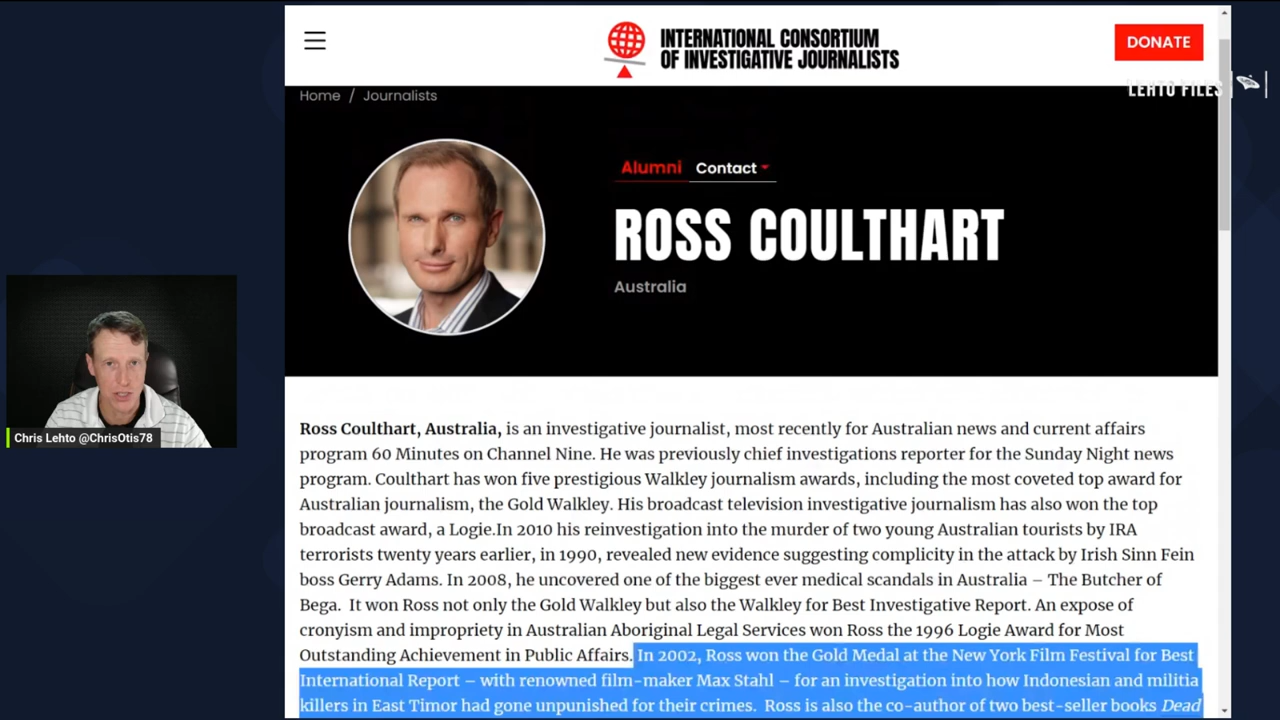 INTERNATIONAL CONSORTIUM
OF INVESTIGATIVE JOURNALISTS
DONATE
LEHTO FILES
Home / Journalists
Alumni Contact
ROSS COULTHART
Australia
Chris Lehto @ChrisOtis78
Ross Coulthart, Australia, is an investigative journalist, most recently for Australian news and current affairs
program 60 Minutes on Channel Nine. He was previously chief investigations reporter for the Sunday Night news
program. Coulthart has won five prestigious Walkley journalism awards, including the most coveted top award for
Australian journalism, the Gold Walkley. His broadcast television investigative journalism has also won the top
broadcast award, a Logie.In 2010 his reinvestigation into the murder of two young Australian tourists by IRA
terrorists twenty years earlier, in 1990, revealed new evidence suggesting complicity in the attack by Irish Sinn Fein
boss Gerry Adams. In 2008, he uncovered one of the biggest ever medical scandals in Australia – The Butcher of
Bega. It won Ross not only the Gold Walkley but also the Walkley for Best Investigative Report. An expose of
cronyism and impropriety in Australian Aboriginal Legal Services won Ross the 1996 Logie Award for Most
Outstanding Achievement in Public Affairs. In 2002, Ross won the Gold Medal at the New York Film Festival for Best
International Report – with renowned film-maker Max Stahl – for an investigation into how Indonesian and militia
killers in East Timor had gone unpunished for their crimes. Ross is also the co-author of two best-seller books Dead